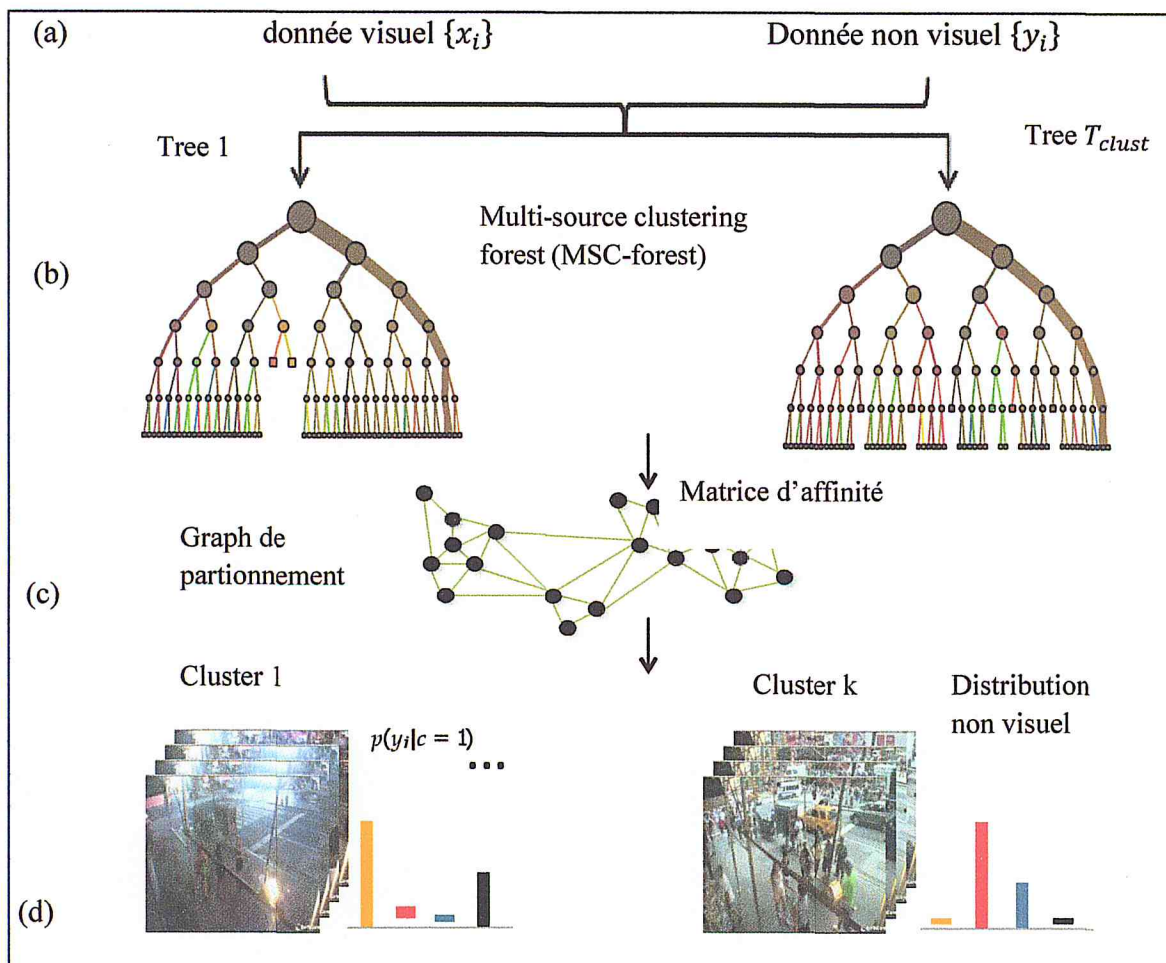 (a)
donnée visuel {x_i}
Donnée non visuel {y_i}
Tree 1
Tree T_clust
Multi-source clustering
forest (MSC-forest)
(b)
Matrice d'affinité
Graph de
partionnement
(c)
Cluster 1
p(y_i|c = 1)
...
Cluster k
Distribution
non visuel
(d)